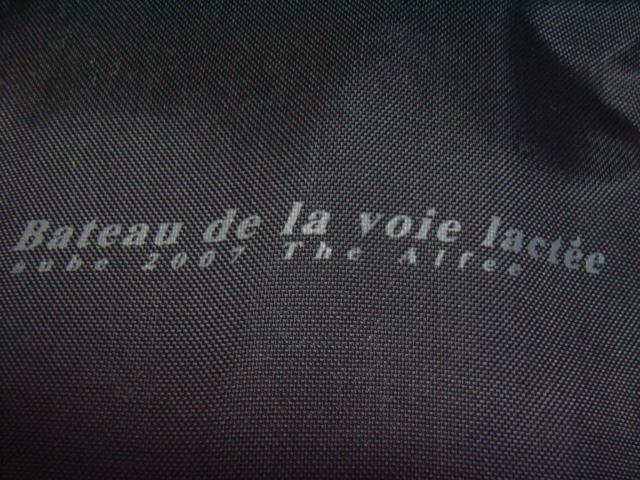 Bateau de la voie lactée
aube 2007 The Alfee